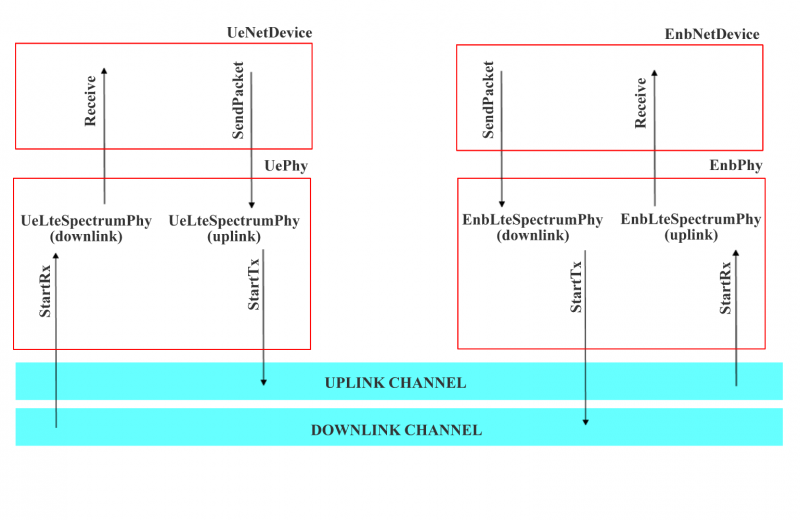 UeNetDevice
EnbNetDevice
Receive
SendPacket
SendPacket
Receive
UePhy
EnbPhy
UeLteSpectrumPhy
(downlink)
UeLteSpectrumPhy
(uplink)
EnbLteSpectrumPhy
(downlink)
EnbLteSpectrumPhy
(uplink)
StartRx
StartTx
StartTx
StartRx
UPLINK CHANNEL
DOWNLINK CHANNEL